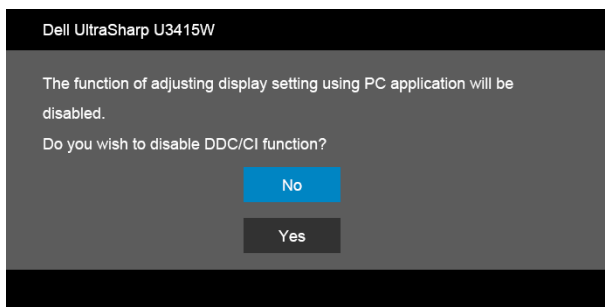 Dell UltraSharp U3415W
The function of adjusting display setting using PC application will be
disabled.
Do you wish to disable DDC/CI function?
No
Yes